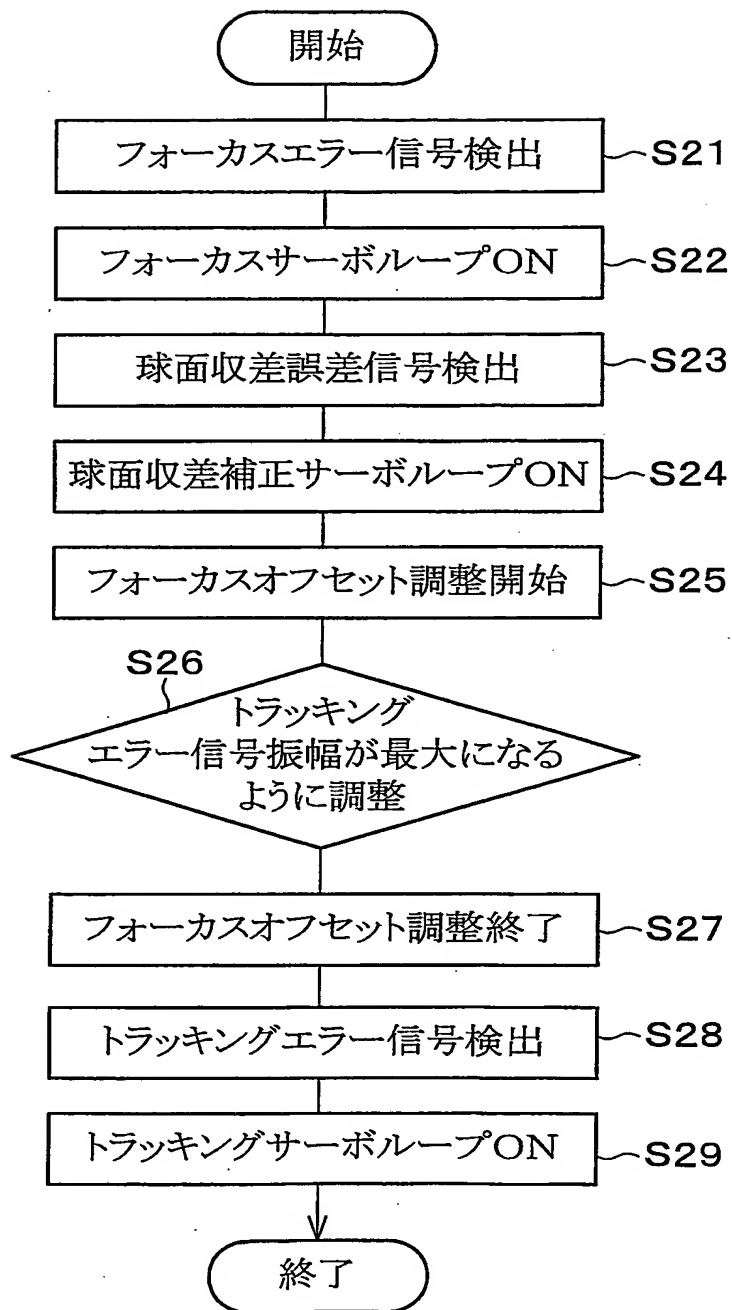 開始
フォーカスエラー信号検出 S21
フォーカスサーボループON S22
球面収差誤差信号検出 S23
球面収差補正サーボループON S24
フォーカスオフセット調整開始 S25
S26
トラッキング
エラー信号振幅が最大になる
ように調整
フォーカスオフセット調整終了 S27
トラッキングエラー信号検出 S28
トラッキングサーボループON S29
終了